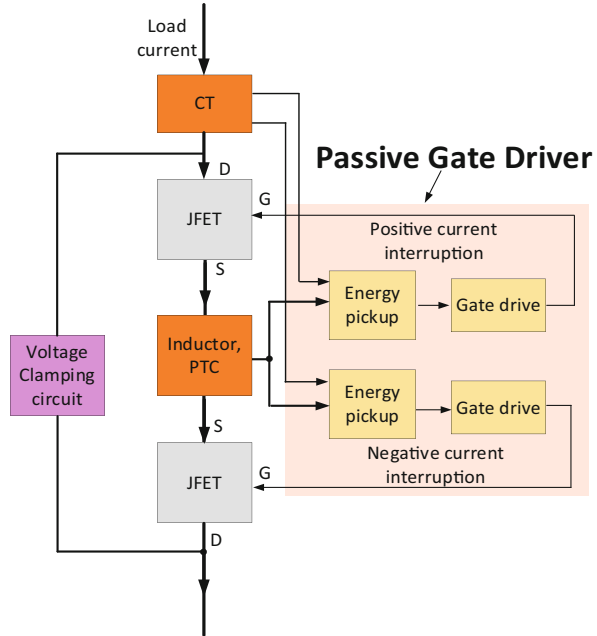 Load
current
CT
Passive Gate Driver
D
G
JFET
Positive current
interruption
S
Energy
pickup
Gate drive
Inductor,
PTC
Voltage
Clamping
circuit
Energy
pickup
Gate drive
S
Negative current
interruption
G
JFET
D